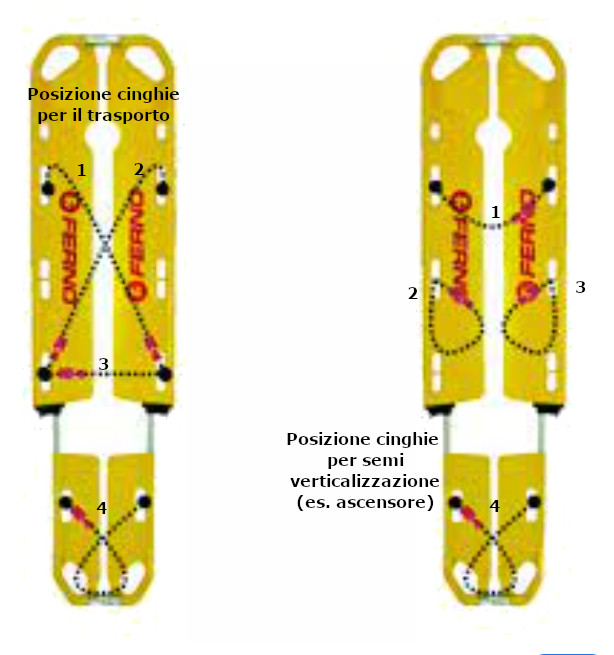 Posizione cinghie
per il trasporto
1
2
FERNO
FERNO
3
4
1
FERNO
FERNO
2
3
Posizione cinghie
per semi
verticalizzazione
(es. ascensore)
4